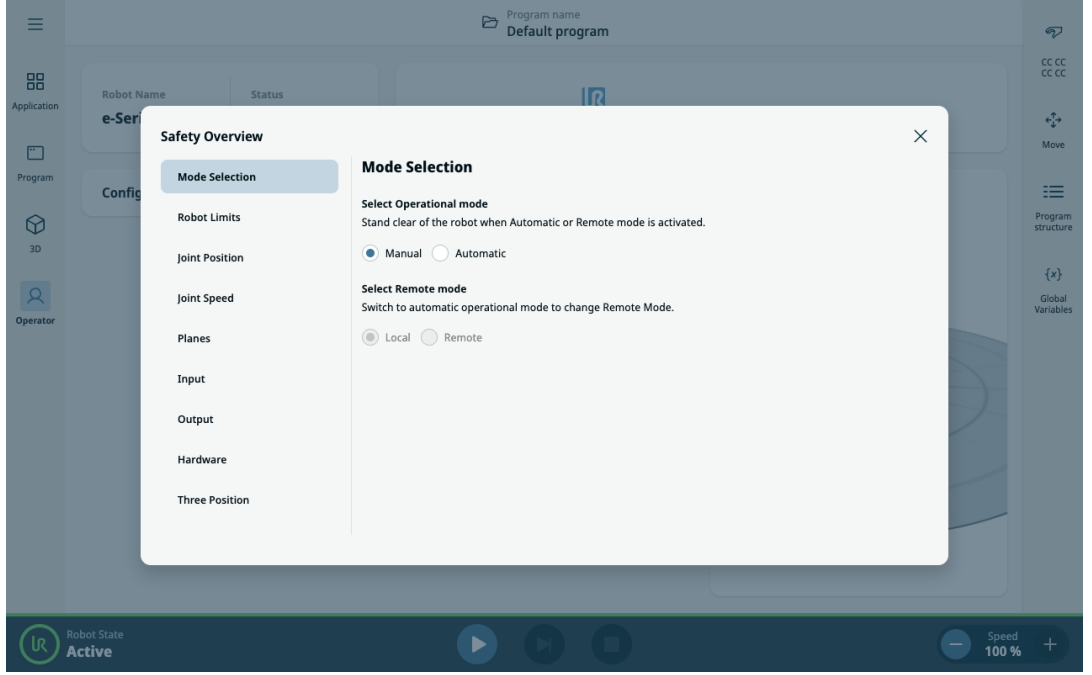 Program name
Default program
Application
Program
3D
Operator
Robot Name
Status
e-Seri
Config
Safety Overview
Mode Selection
Robot Limits
Joint Position
Joint Speed
Planes
Input
Output
Hardware
Three Position
Mode Selection
Select Operational mode
Stand clear of the robot when Automatic or Remote mode is activated.
Manual Automatic
Select Remote mode
Switch to automatic operational mode to change Remote Mode.
Local Remote
CC CC
CC CC
Move
Program
structure
{x}
Global
Variables
Robot State
Active
Speed
100 %